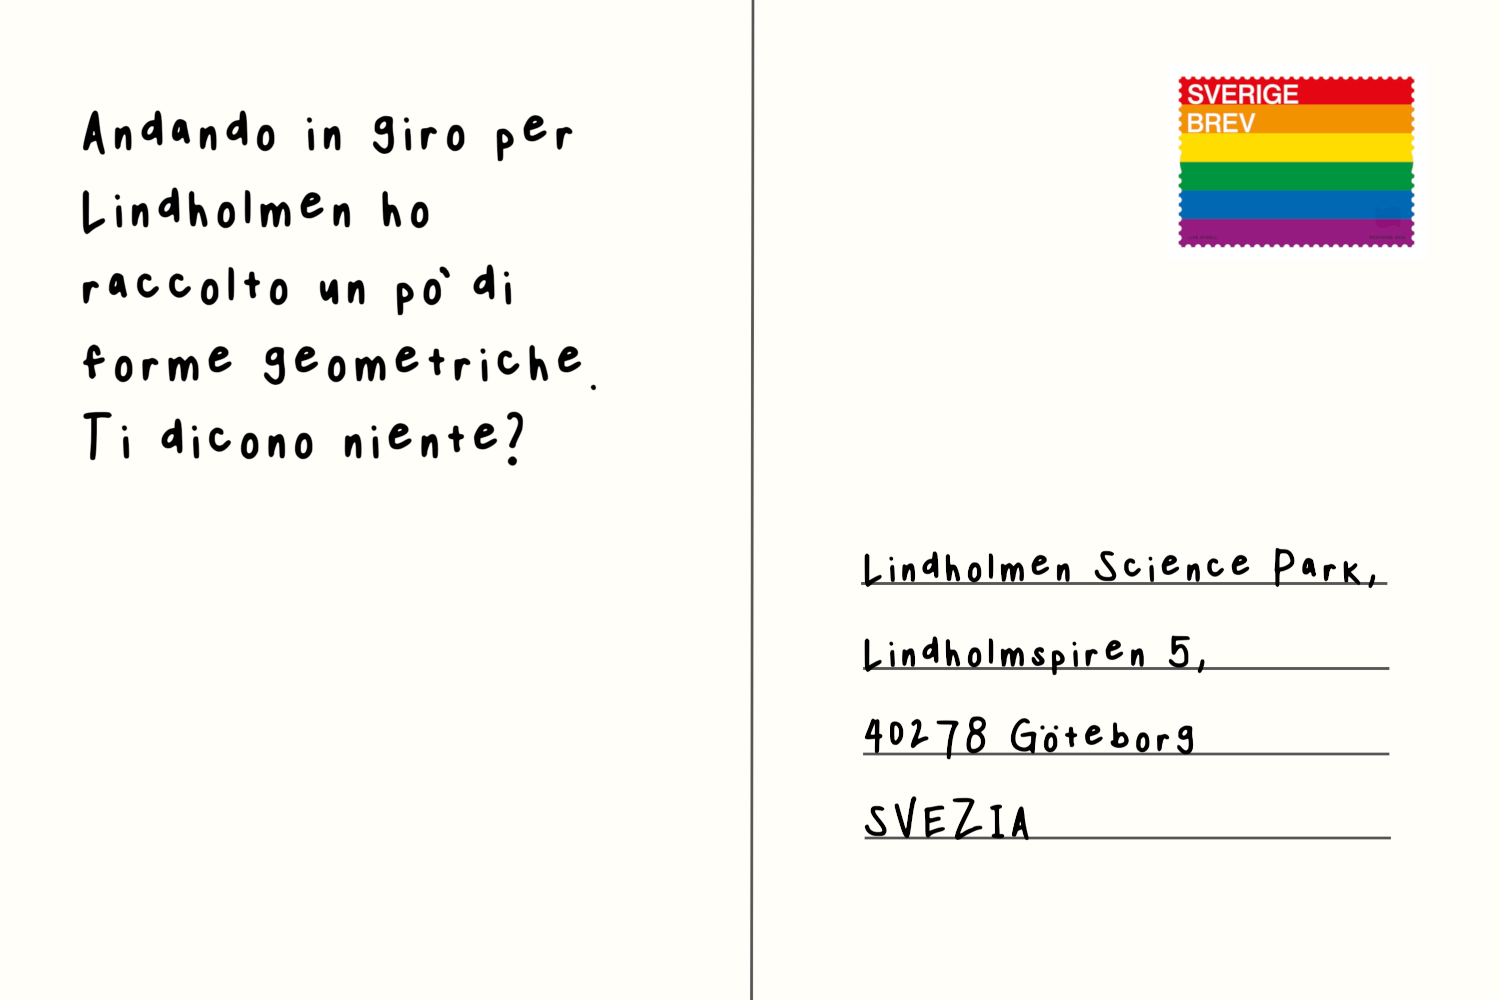 Andando in giro per
Lindholmen ho
raccolto un pò di
forme geometriche.
Ti dicono niente?
SVERIGE
BREV
Lindholmen Science Park,
Lindholmspiren 5,
40278 Göteborg
SVEZIA